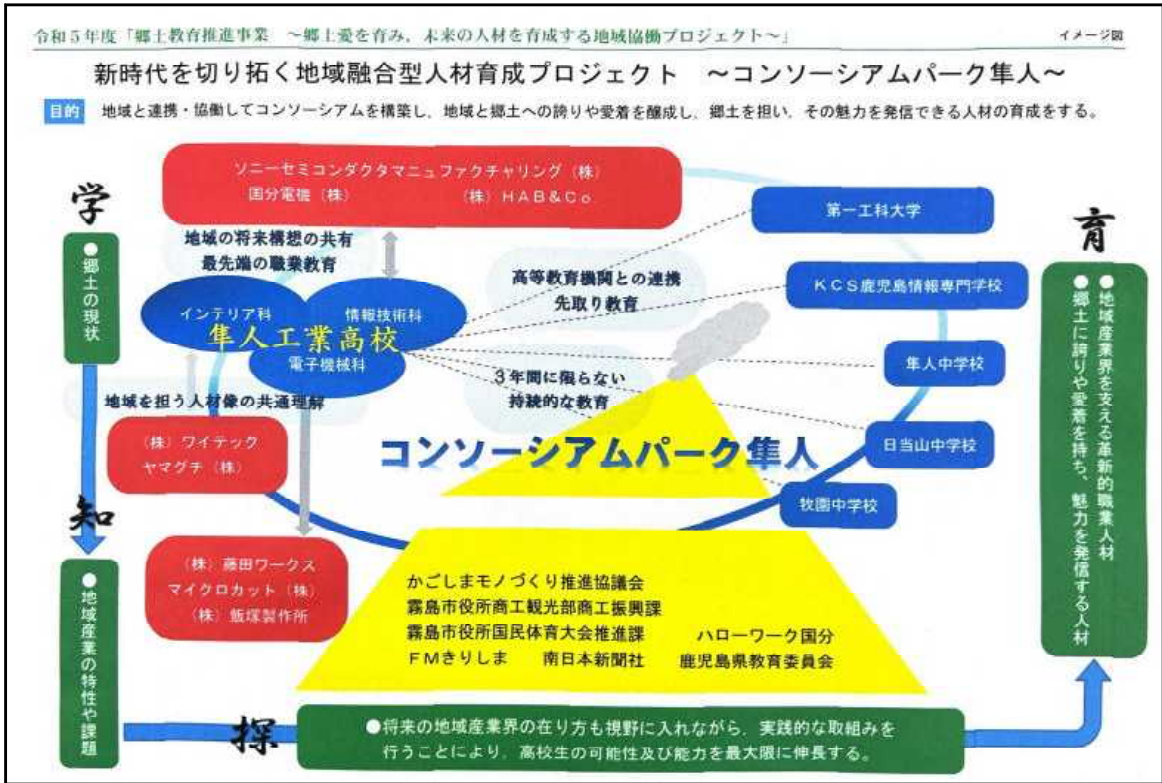 令和5年度「郷土教育推進事業 ～郷土愛を育み、未来の人材を育成する地域協働プロジェクト～」
イメージ図
新時代を切り拓く地域融合型人材育成プロジェクト ～コンソーシアムパーク隼人～
目的 地域と連携・協働してコンソーシアムを構築し、地域と郷土への誇りや愛着を醸成し、郷土を担い、その魅力を発信できる人材の育成をする。
ソニーセミコンダクタマニュファクチャリング(株)
国分電機(株) (株)HAB&Co
学
●郷土の現状
地域の将来構想の共有
最先端の職業教育
インテリア科
情報技術科
隼人工業高校
電子機械科
高等教育機関との連携
先取り教育
3年間に限らない
持続的な教育
第一工科大学
KCS鹿児島情報専門学校
隼人中学校
日当山中学校
牧園中学校
地域を担う人材像の共通理解
(株)ワイテック
ヤマグチ(株)
コンソーシアムパーク隼人
知
●地域産業の特性や課題
(株)藤田ワークス
マイクロカット(株)
(株)飯塚製作所
かごしまモノづくり推進協議会
霧島市役所商工観光部商工振興課
霧島市役所国民体育大会推進課 ハローワーク国分
FMきりしま 南日本新聞社 鹿児島県教育委員会
探
●将来の地域産業界の在り方も視野に入れながら、実践的な取組みを
行うことにより、高校生の可能性及び能力を最大限に伸長する。
育
●地域産業界を支える革新的職業人材
●郷土に誇りや愛着を持ち、魅力を発信する人材